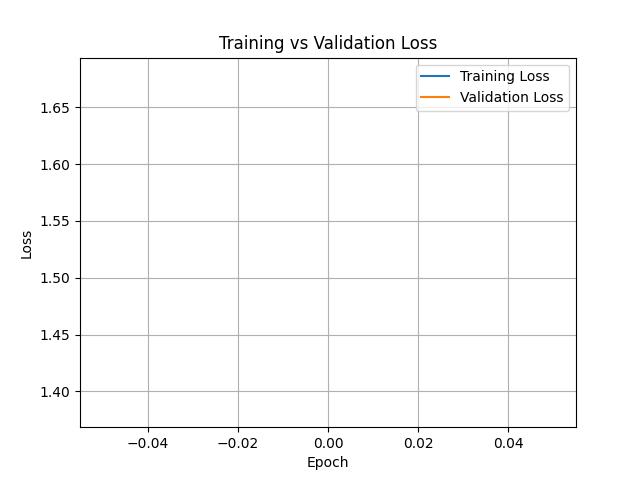 Training vs Validation Loss
Training Loss
Validation Loss
1.65
1.60
1.55
1.50
1.45
1.40
Loss
−0.04
−0.02
0.00
0.02
0.04
Epoch